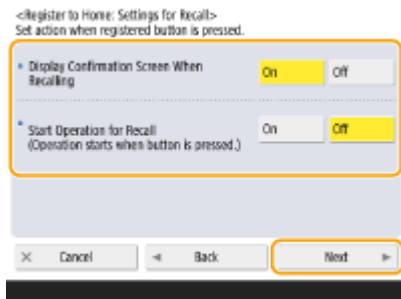 <Register to Home: Settings for Recall>
Set action when registered button is pressed.
Display Confirmation Screen When
Recalling
On
Off
Start Operation for Recall
(Operation starts when button is pressed.)
On
Off
Cancel
Back
Next